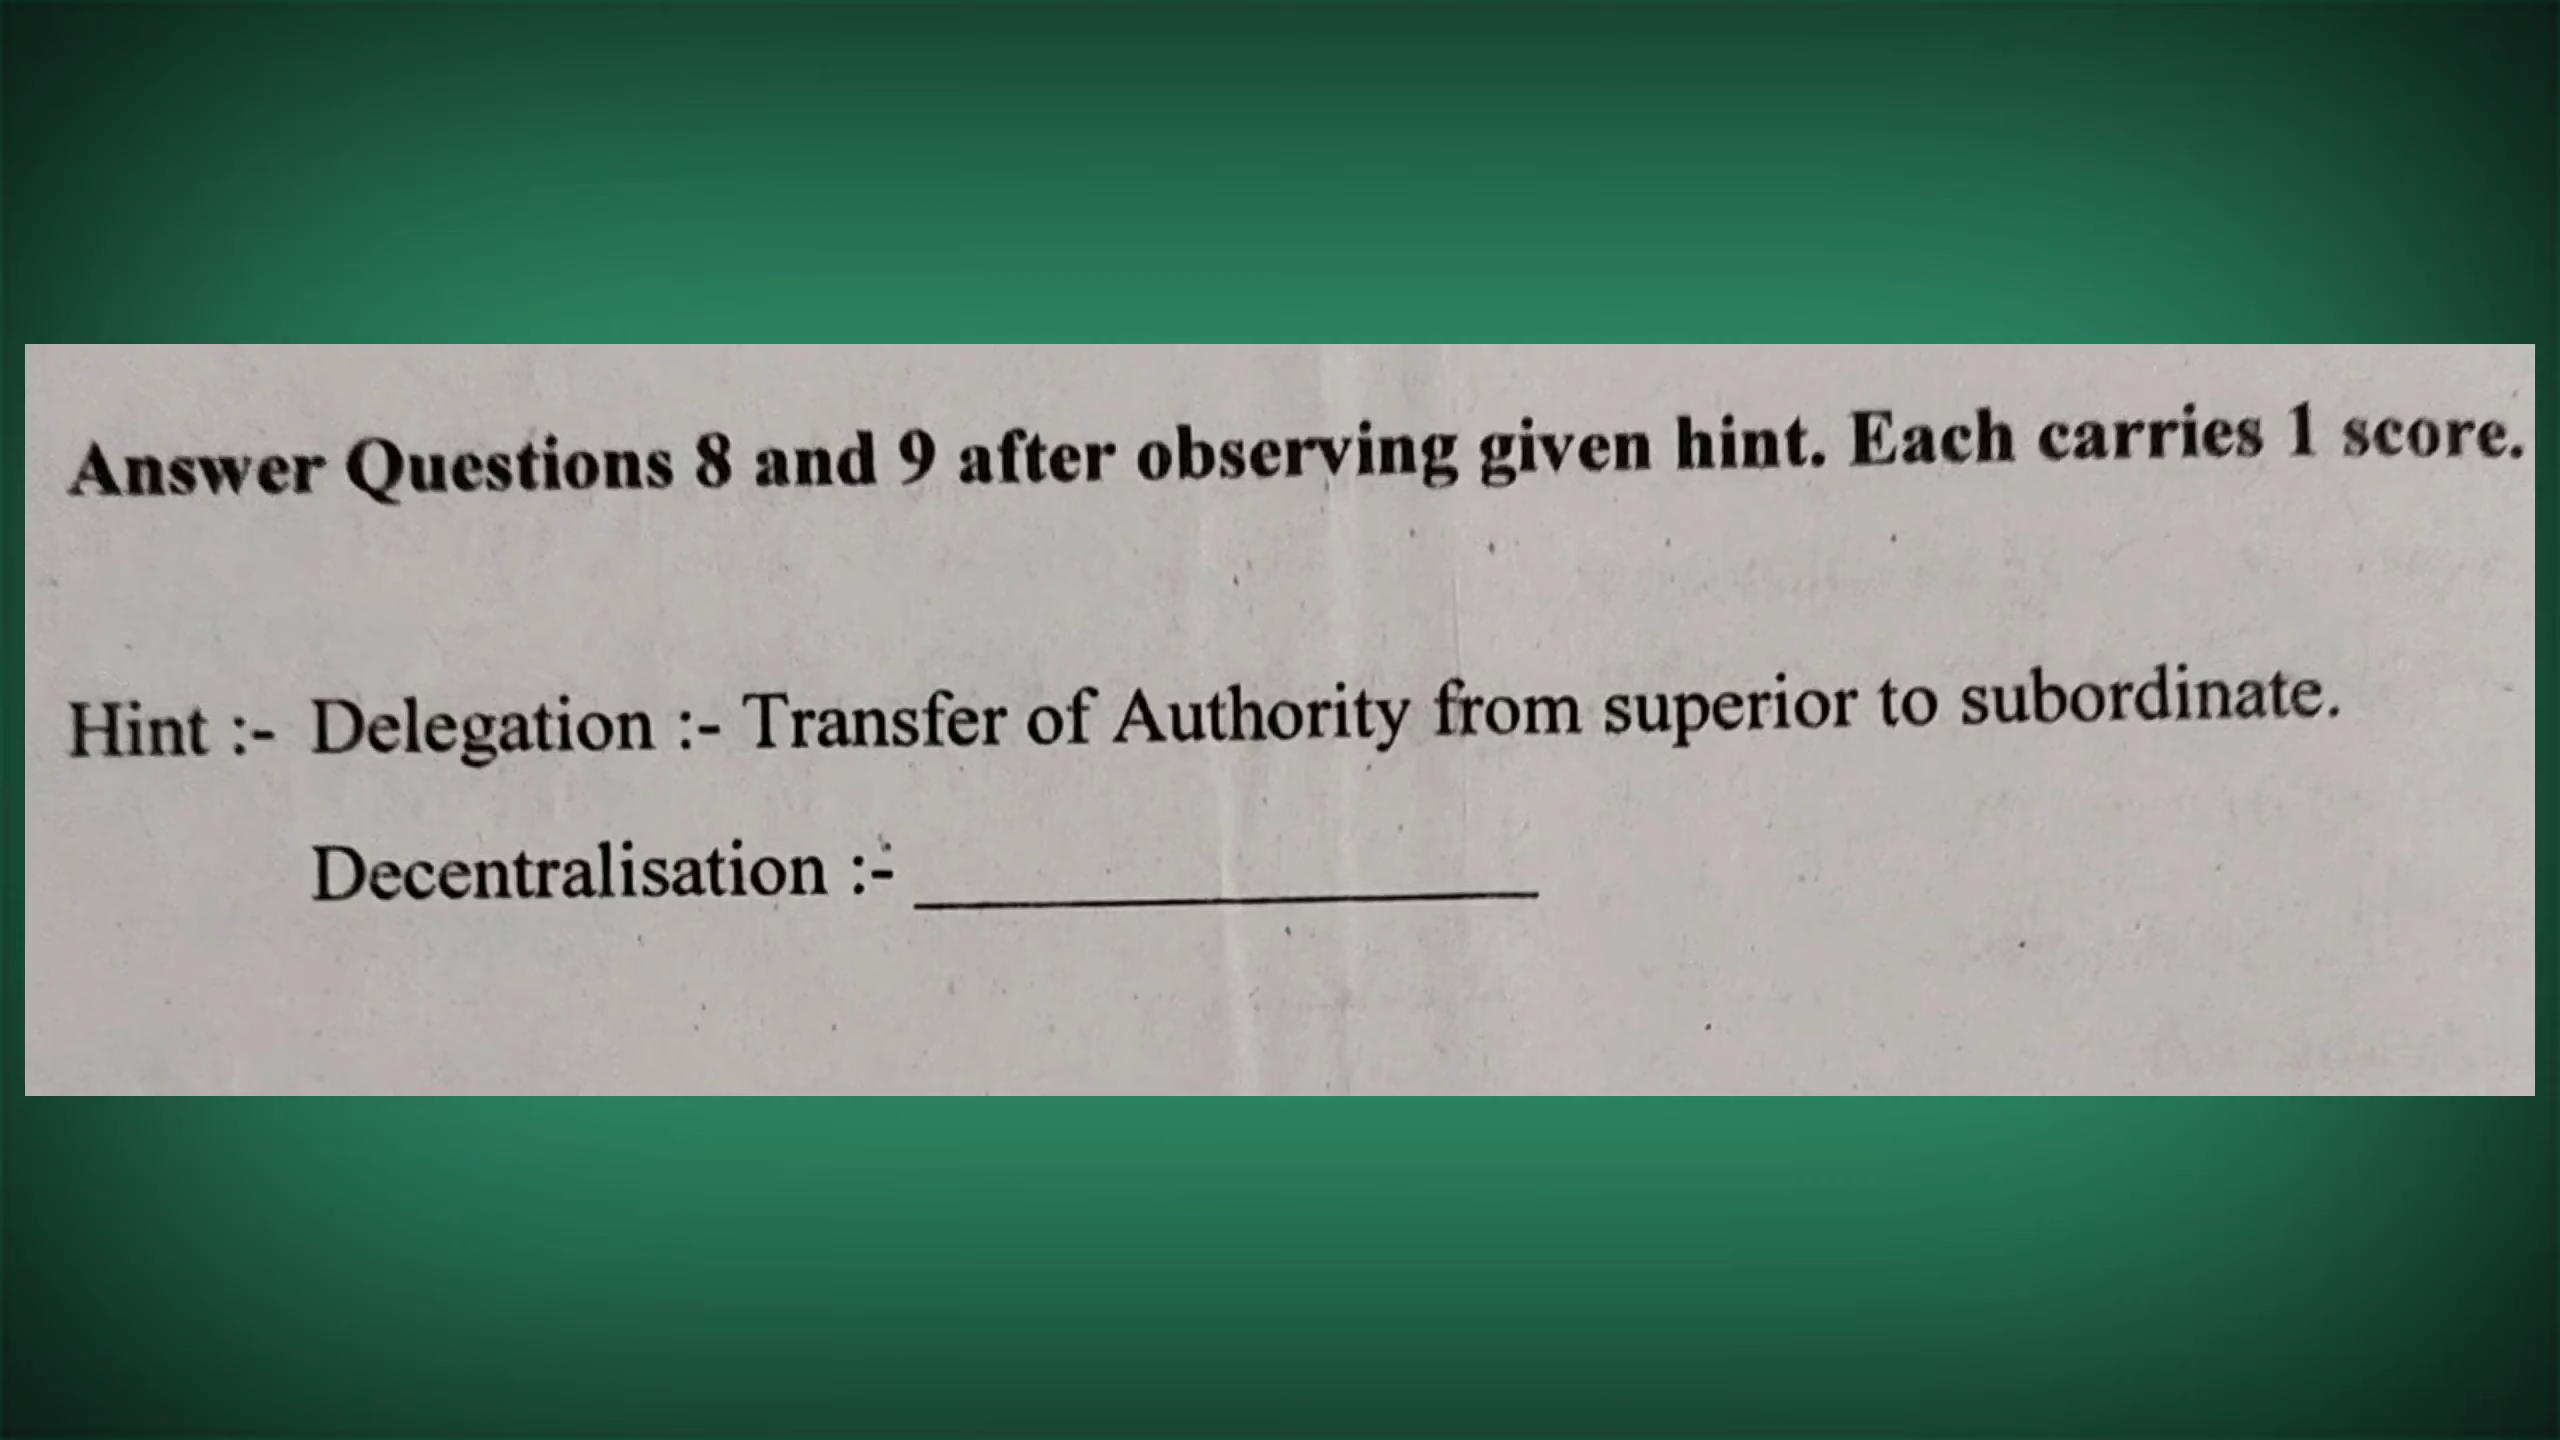 Answer Questions 8 and 9 after observing given hint. Each carries 1 score.
Hint :- Delegation :- Transfer of Authority from superior to subordinate.
Decentralisation :- ____________